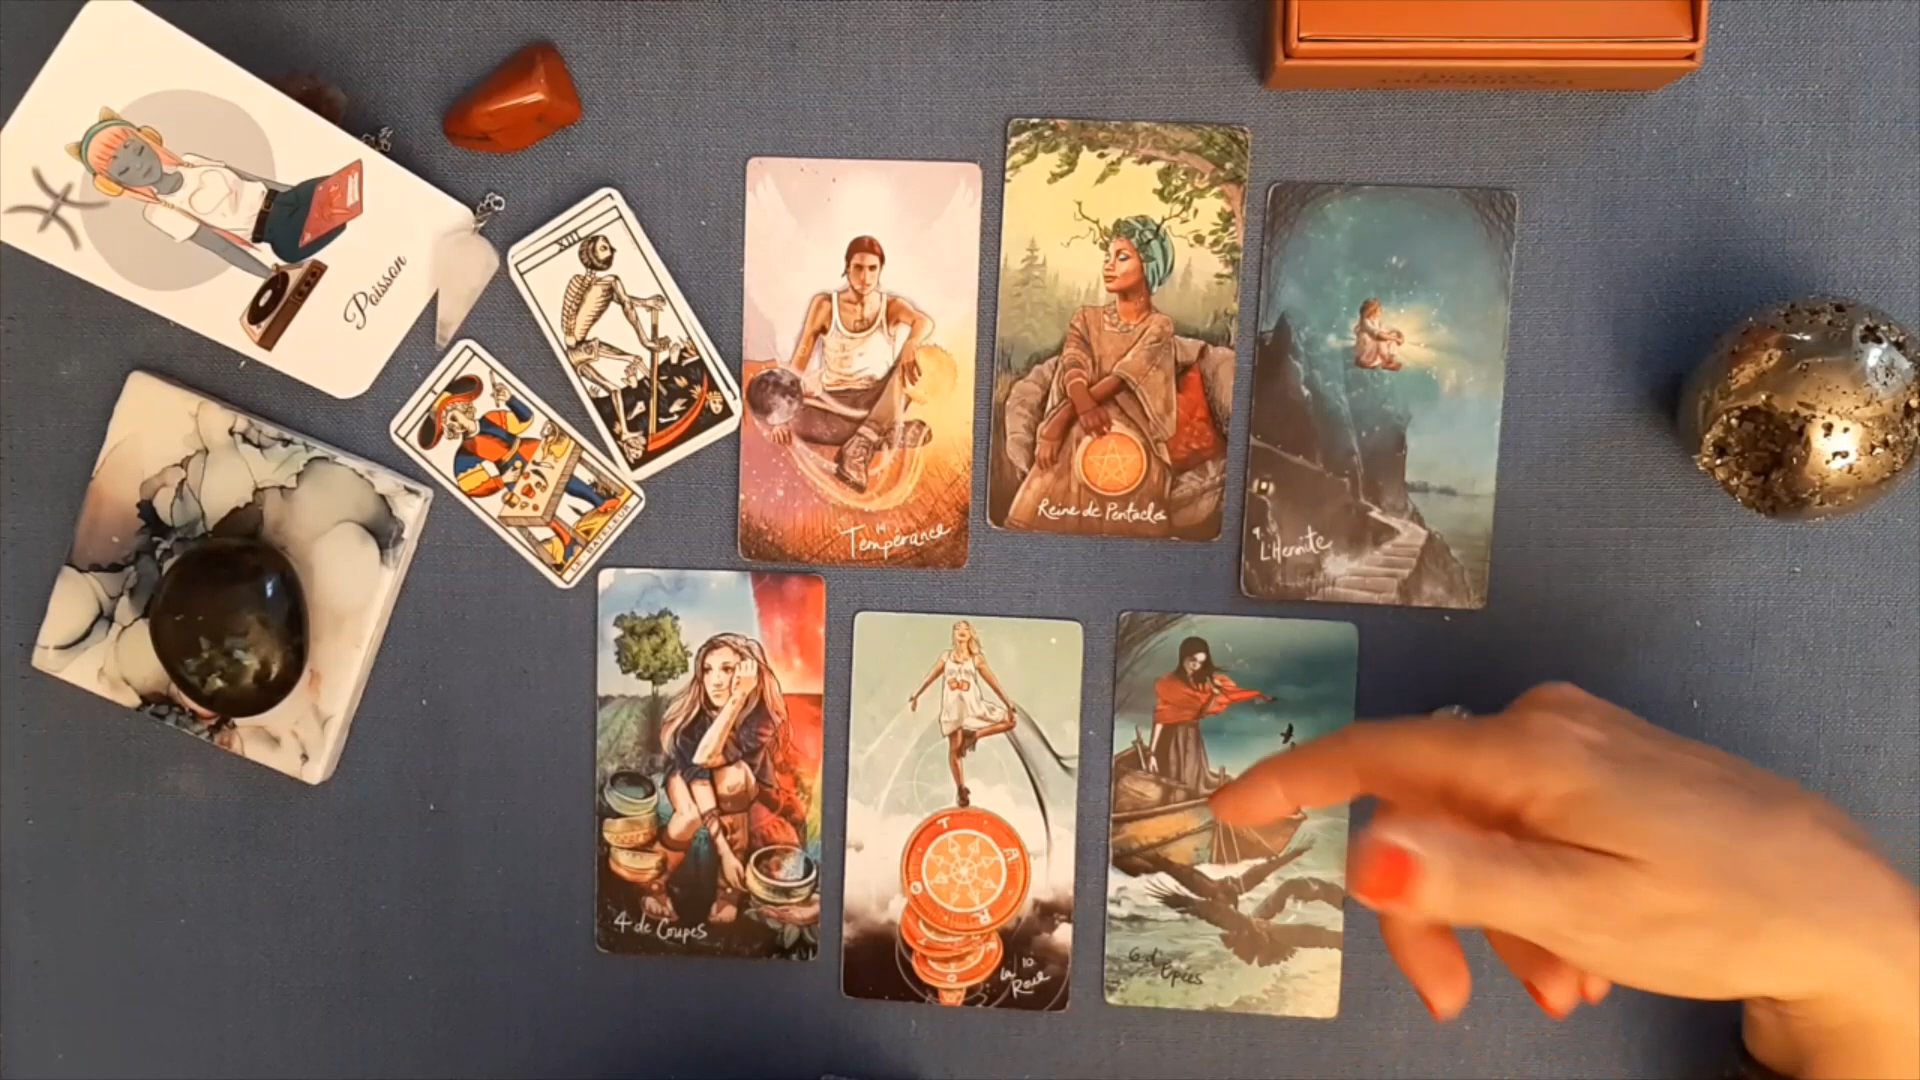 Poisson
XIII
LE BATELEUR
14
Tempérance
Reine de Pentacles
9.
L'Hermite
4 de Coupes
T
A
R
O
10
La Roue
6 d'Épées